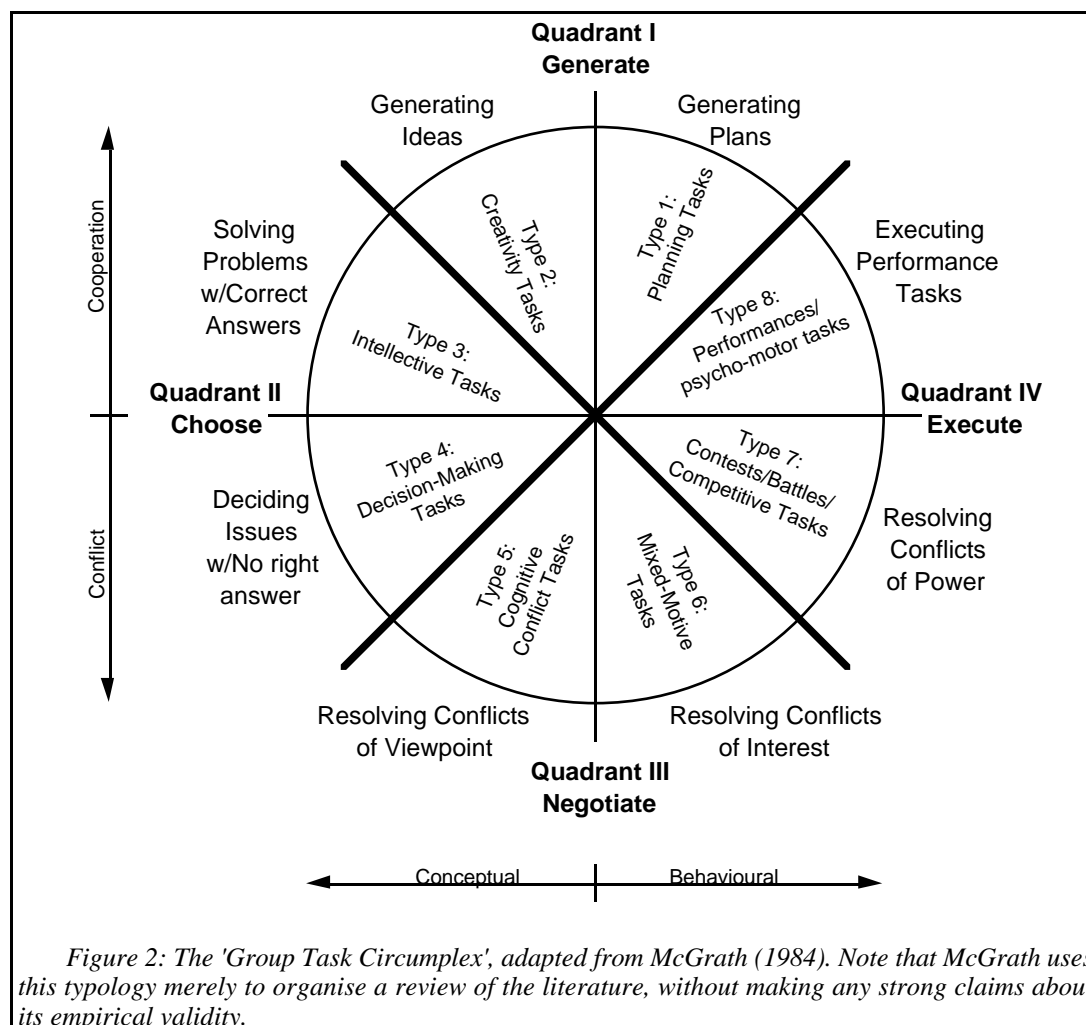 Quadrant I
Generate
Generating
Ideas
Generating
Plans
Cooperation
Conflict
Solving
Problems
w/Correct
Answers
Type 2:
Creativity Tasks
Type 1:
Planning Tasks
Executing
Performance
Tasks
Type 3:
Intellective Tasks
Type 8:
Performances/
psycho-motor tasks
Quadrant II
Choose
Quadrant IV
Execute
Type 4:
Decision-Making
Tasks
Type 7:
Contests/Battles/
Competitive Tasks
Deciding
Issues
w/No right
answer
Type 5:
Cognitive
Conflict Tasks
Type 6:
Mixed-Motive
Tasks
Resolving
Conflicts
of Power
Resolving Conflicts
of Viewpoint
Resolving Conflicts
of Interest
Quadrant III
Negotiate
Conceptual
Behavioural
Figure 2: The 'Group Task Circumplex', adapted from McGrath (1984). Note that McGrath uses
this typology merely to organise a review of the literature, without making any strong claims abou
its empirical validity.